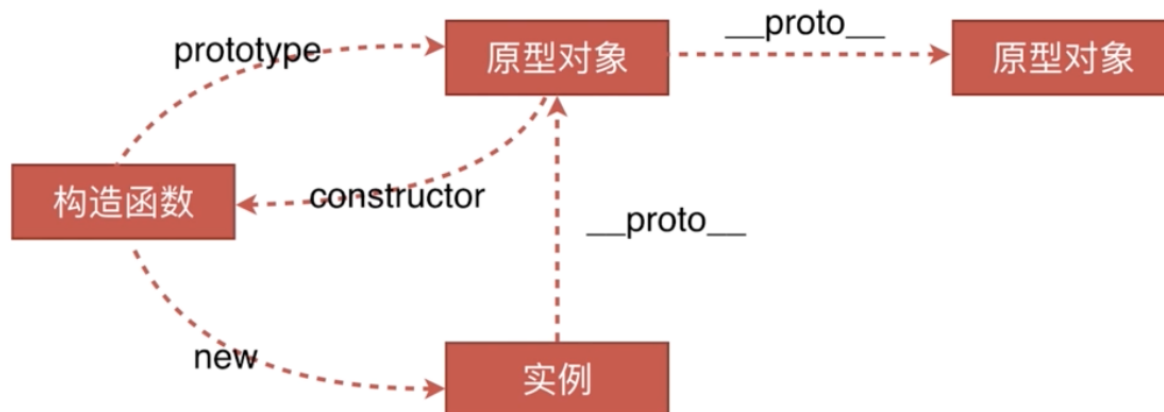 prototype
原型对象
__proto__
原型对象
构造函数
constructor
__proto__
new
实例